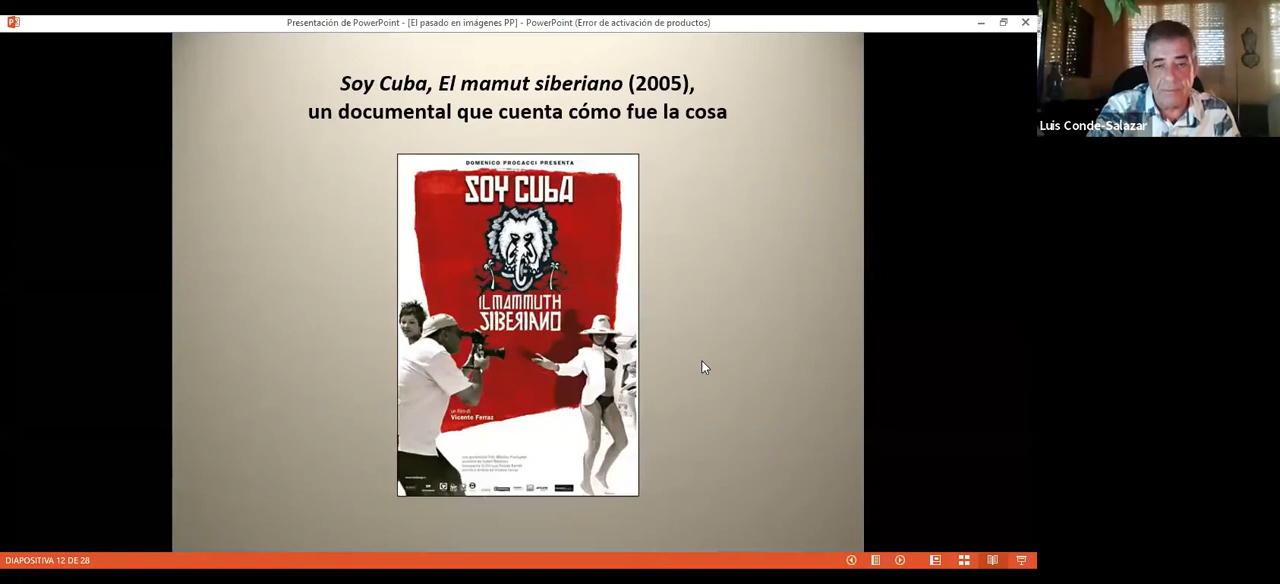 Presentación de PowerPoint - [El pasado en imágenes PP] - PowerPoint (Error de activación de productos)
Soy Cuba, El mamut siberiano (2005),
un documental que cuenta cómo fue la cosa
DOMENICO PROCACCI PRESENTA
SOY CUBA
IL MAMMUTH
SIBERIANO
un film di
Vicente Ferraz
Luis Conde-Salazar
DIAPOSITIVA 12 DE 28